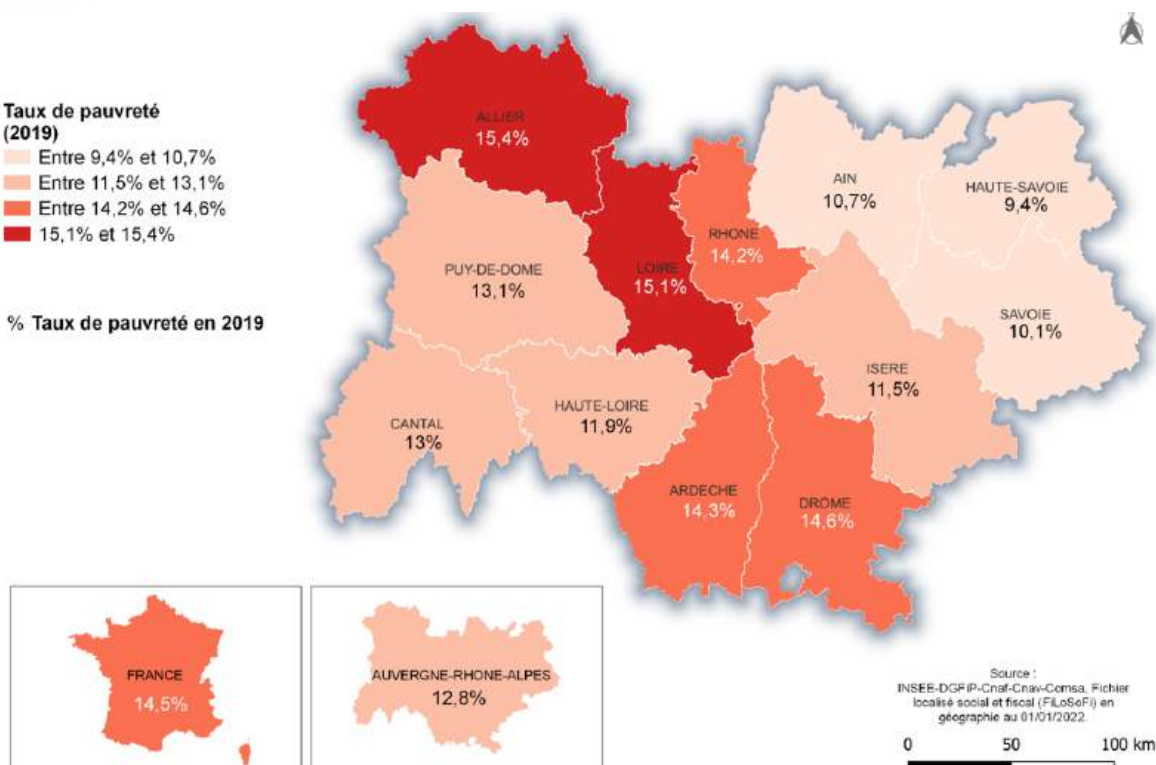 Taux de pauvreté
(2019)
Entre 9,4% et 10,7%
Entre 11,5% et 13,1%
Entre 14,2% et 14,6%
15,1% et 15,4%
% Taux de pauvreté en 2019
ALLIER
15,4%
PUY-DE-DOME
13,1%
LOIRE
15,1%
RHONE
14,2%
AIN
10,7%
HAUTE-SAVOIE
9,4%
SAVOIE
10,1%
ISERE
11,5%
CANTAL
13%
HAUTE-LOIRE
11,9%
ARDECHE
14,3%
DROME
14,6%
FRANCE
14,5%
AUVERGNE-RHONE-ALPES
12,8%
Source :
INSEE-DGFiP-Cnaf-Cnav-Ccmsa, Fichier
localisé social et fiscal (FiLoSoFi) en
géographie au 01/01/2022.
0 50 100 km